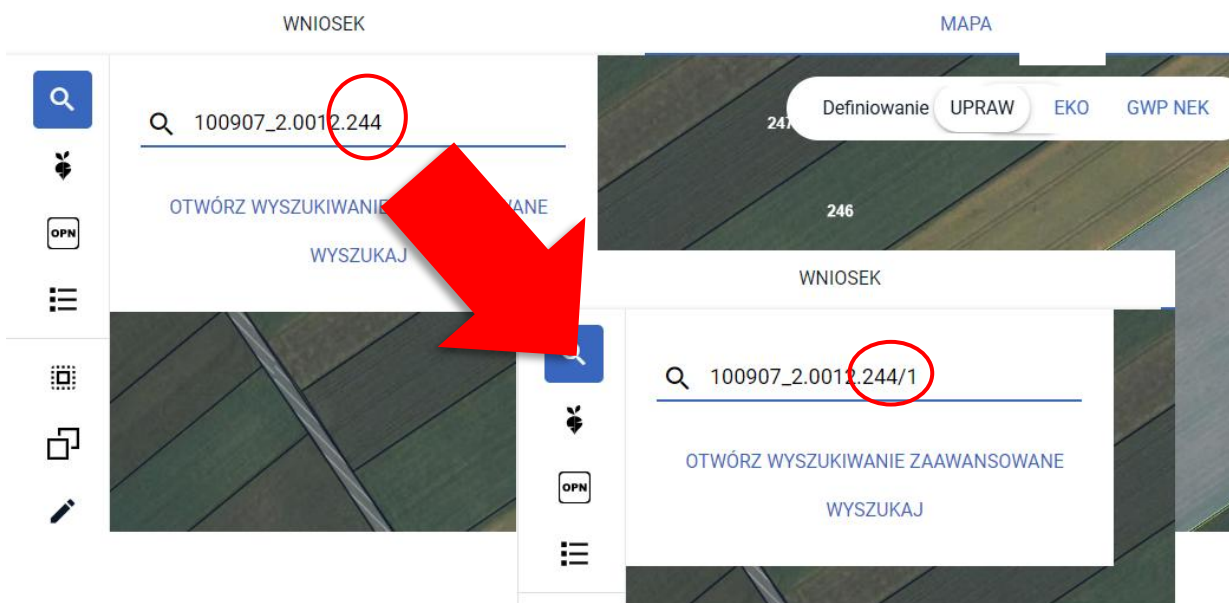 WNIOSEK
MAPA
100907_2.0012.244
247
Definiowanie UPRAW EKO GWP NEK
OPN
OTWÓRZ WYSZUKIWANIE
246
WYSZUKAJ
WNIOSEK
100907_2.0012.244/1
OTWÓRZ WYSZUKIWANIE ZAAWANSOWANE
OPN
WYSZUKAJ